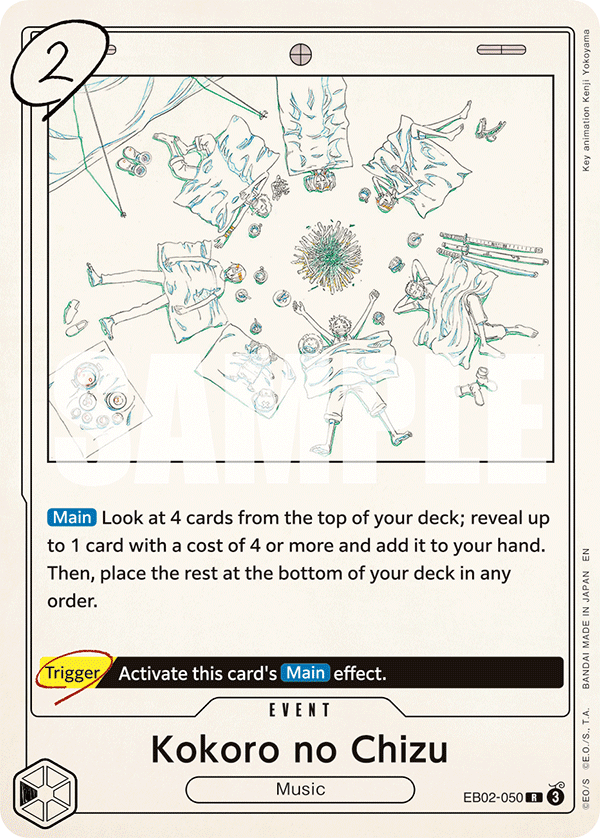 2
Key animation Kenji Yokoyama
SAMPLE
Main Look at 4 cards from the top of your deck; reveal up
to 1 card with a cost of 4 or more and add it to your hand.
Then, place the rest at the bottom of your deck in any
order.
Trigger Activate this card's Main effect.
EVENT
Kokoro no Chizu
Music
EB02-050 R 3
©EO/S ©E.O./S., T.A. BANDAI MADE IN JAPAN EN